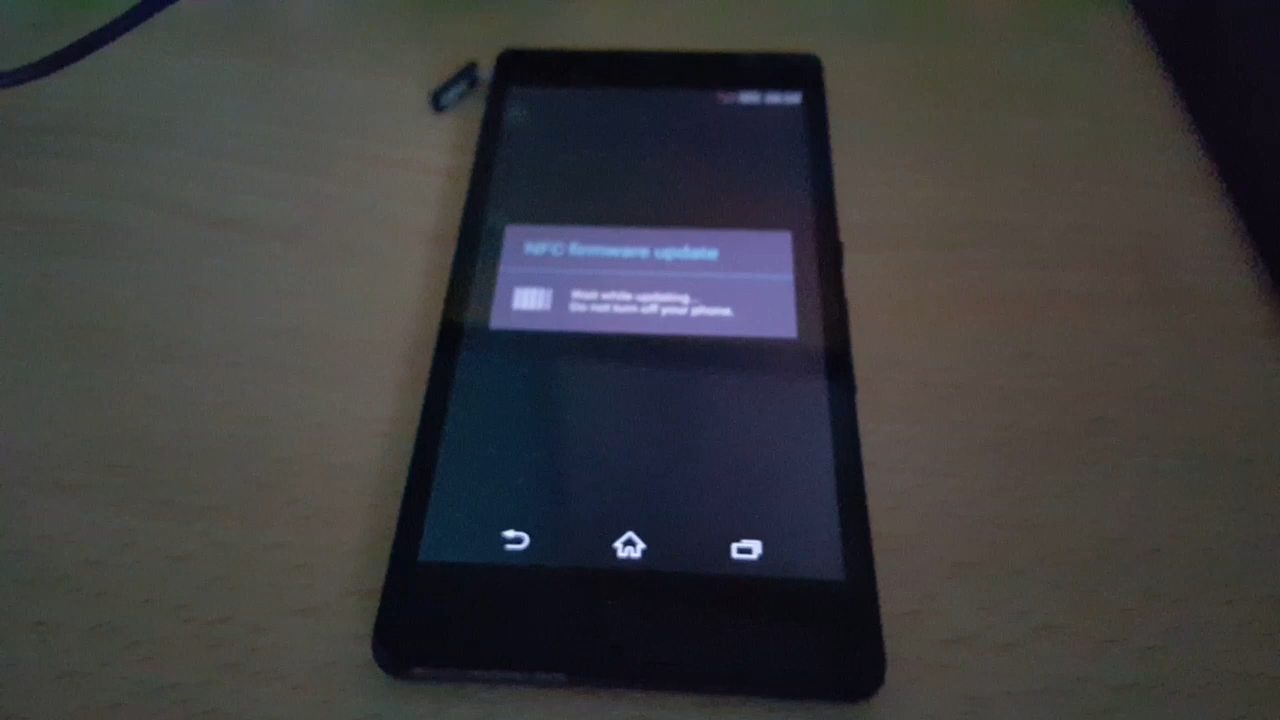 NFC firmware update
Wait while updating...
Do not turn off your phone.